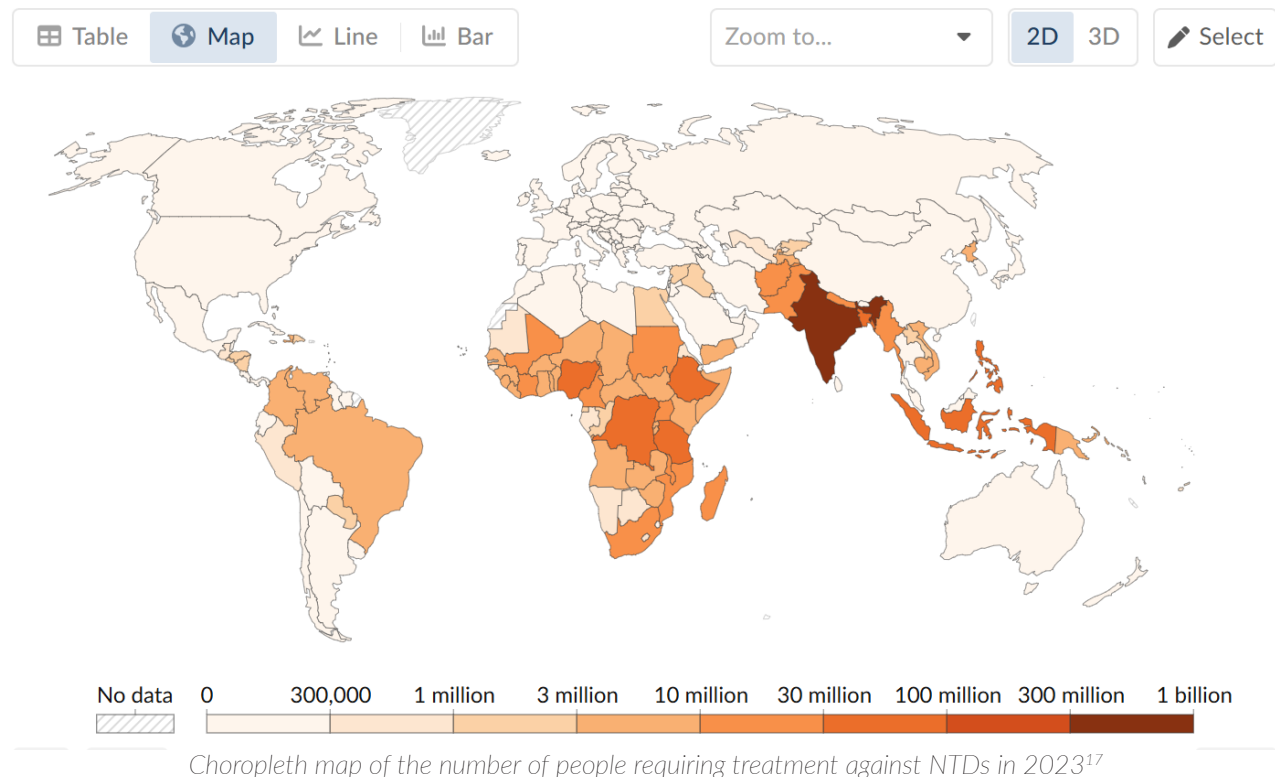 Table Map Line Bar Zoom to... 2D 3D Select
No data 0 300,000 1 million 3 million 10 million 30 million 100 million 300 million 1 billion
Choropleth map of the number of people requiring treatment against NTDs in 2023¹⁷